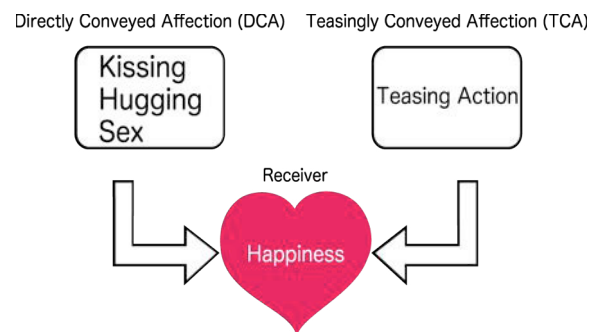 Directly Conveyed Affection (DCA)
Teasingly Conveyed Affection (TCA)
Kissing
Hugging
Sex
Teasing Action
Receiver
Happiness